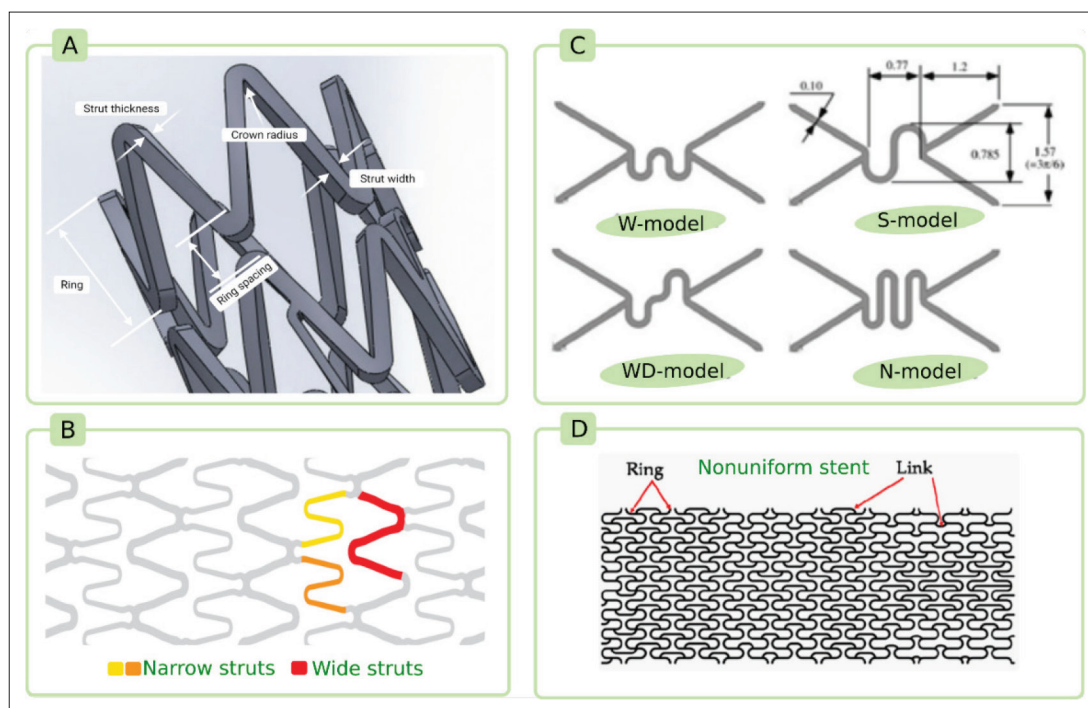 A
Strut thickness
Crown radius
Strut width
Ring
Ring spacing
C
0.77
1.2
0.10
0.785
1.57
(=3π/6)
W-model
S-model
WD-model
N-model
B
Narrow struts
Wide struts
D
Ring
Nonuniform stent
Link